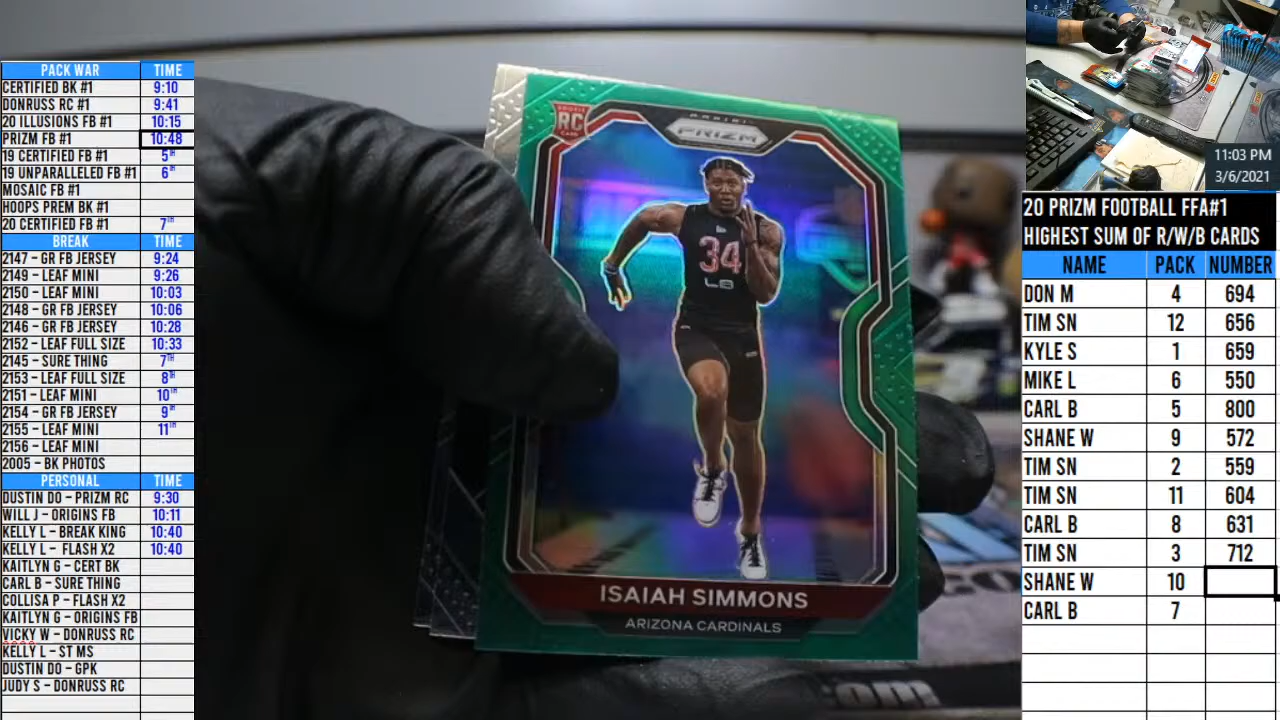 PACK WAR TIME
CERTIFIED BK #1 9:10
DONRUSS RC #1 9:41
20 ILLUSIONS FB #1 10:15
PRIZM FB #1 10:48
19 CERTIFIED FB #1 5TH
19 UNPARALLELED FB #1 6TH
MOSAIC FB #1
HOOPS PREM BK #1
20 CERTIFIED FB #1 7TH
BREAK TIME
2147 – GR FB JERSEY 9:24
2149 – LEAF MINI 9:26
2150 – LEAF MINI 10:03
2148 – GR FB JERSEY 10:06
2146 – GR FB JERSEY 10:28
2152 – LEAF FULL SIZE 10:33
2145 – SURE THING 7TH
2153 – LEAF FULL SIZE 8TH
2151 – LEAF MINI 10TH
2154 – GR FB JERSEY 9TH
2155 – LEAF MINI 11TH
2156 – LEAF MINI
2005 – BK PHOTOS
PERSONAL TIME
DUSTIN DO – PRIZM RC 9:30
WILL J – ORIGINS FB 10:11
KELLY L – BREAK KING 10:40
KELLY L – FLASH X2 10:40
KAITLYN G – CERT BK
CARL B – SURE THING
COLLISA P – FLASH X2
KAITLYN G – ORIGINS FB
VICKY W – DONRUSS RC
KELLY L – ST MS
DUSTIN DO – GPK
JUDY S – DONRUSS RC
ROOKIE
RC
CARD
PANINI
PRIZM
34
LB
ISAIAH SIMMONS
ARIZONA CARDINALS
.com
11:03 PM
3/6/2021
20 PRIZM FOOTBALL FFA#1
HIGHEST SUM OF R/W/B CARDS
NAME PACK NUMBER
DON M 4 694
TIM SN 12 656
KYLE S 1 659
MIKE L 6 550
CARL B 5 800
SHANE W 9 572
TIM SN 2 559
TIM SN 11 604
CARL B 8 631
TIM SN 3 712
SHANE W 10
CARL B 7